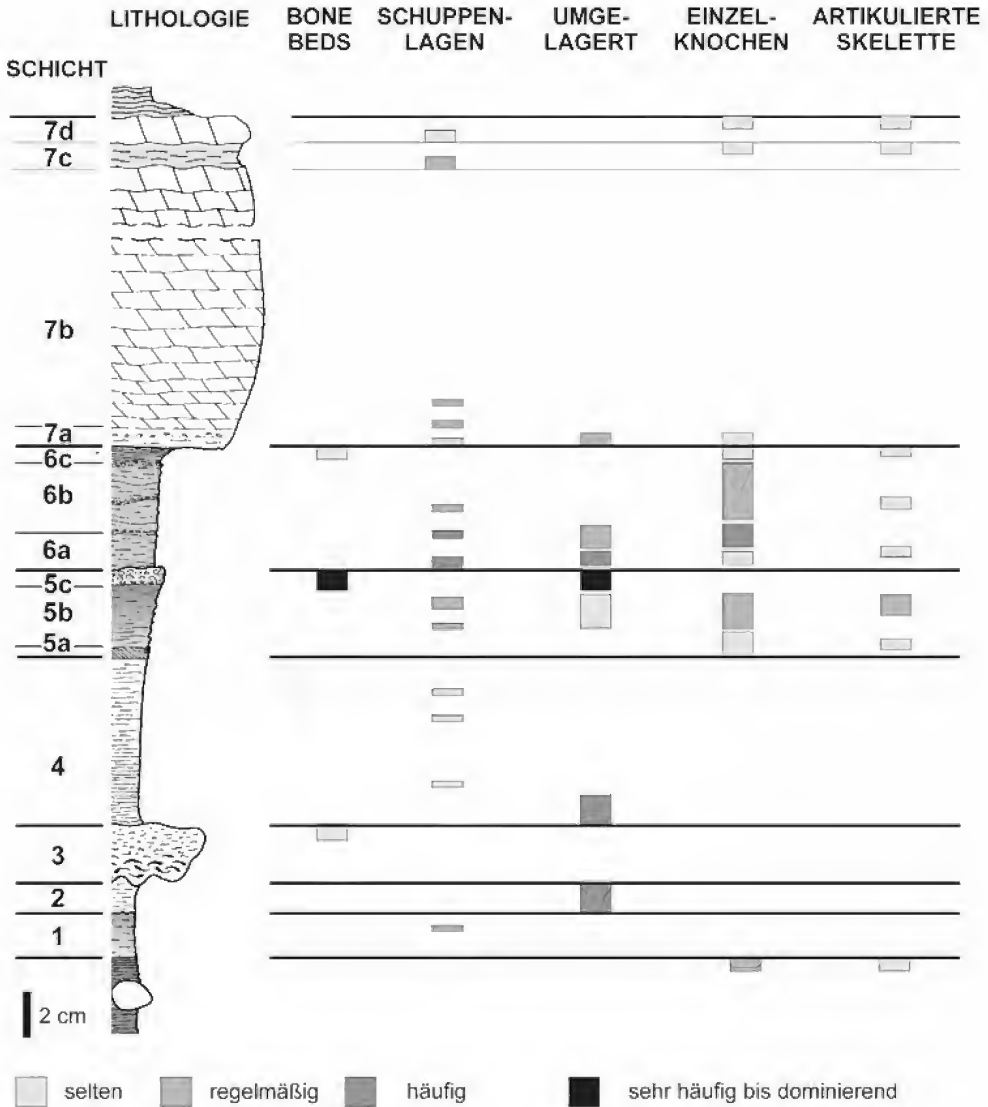 LITHOLOGIE
BONE
BEDS
SCHUPPEN-
LAGEN
UMGE-
LAGERT
EINZEL-
KNOCHEN
ARTIKULIERTE
SKELETTE
SCHICHT
7d
7c
7b
7a
6c
6b
6a
5c
5b
5a
4
3
2
1
2 cm
selten
regelmäßig
häufig
sehr häufig bis dominierend